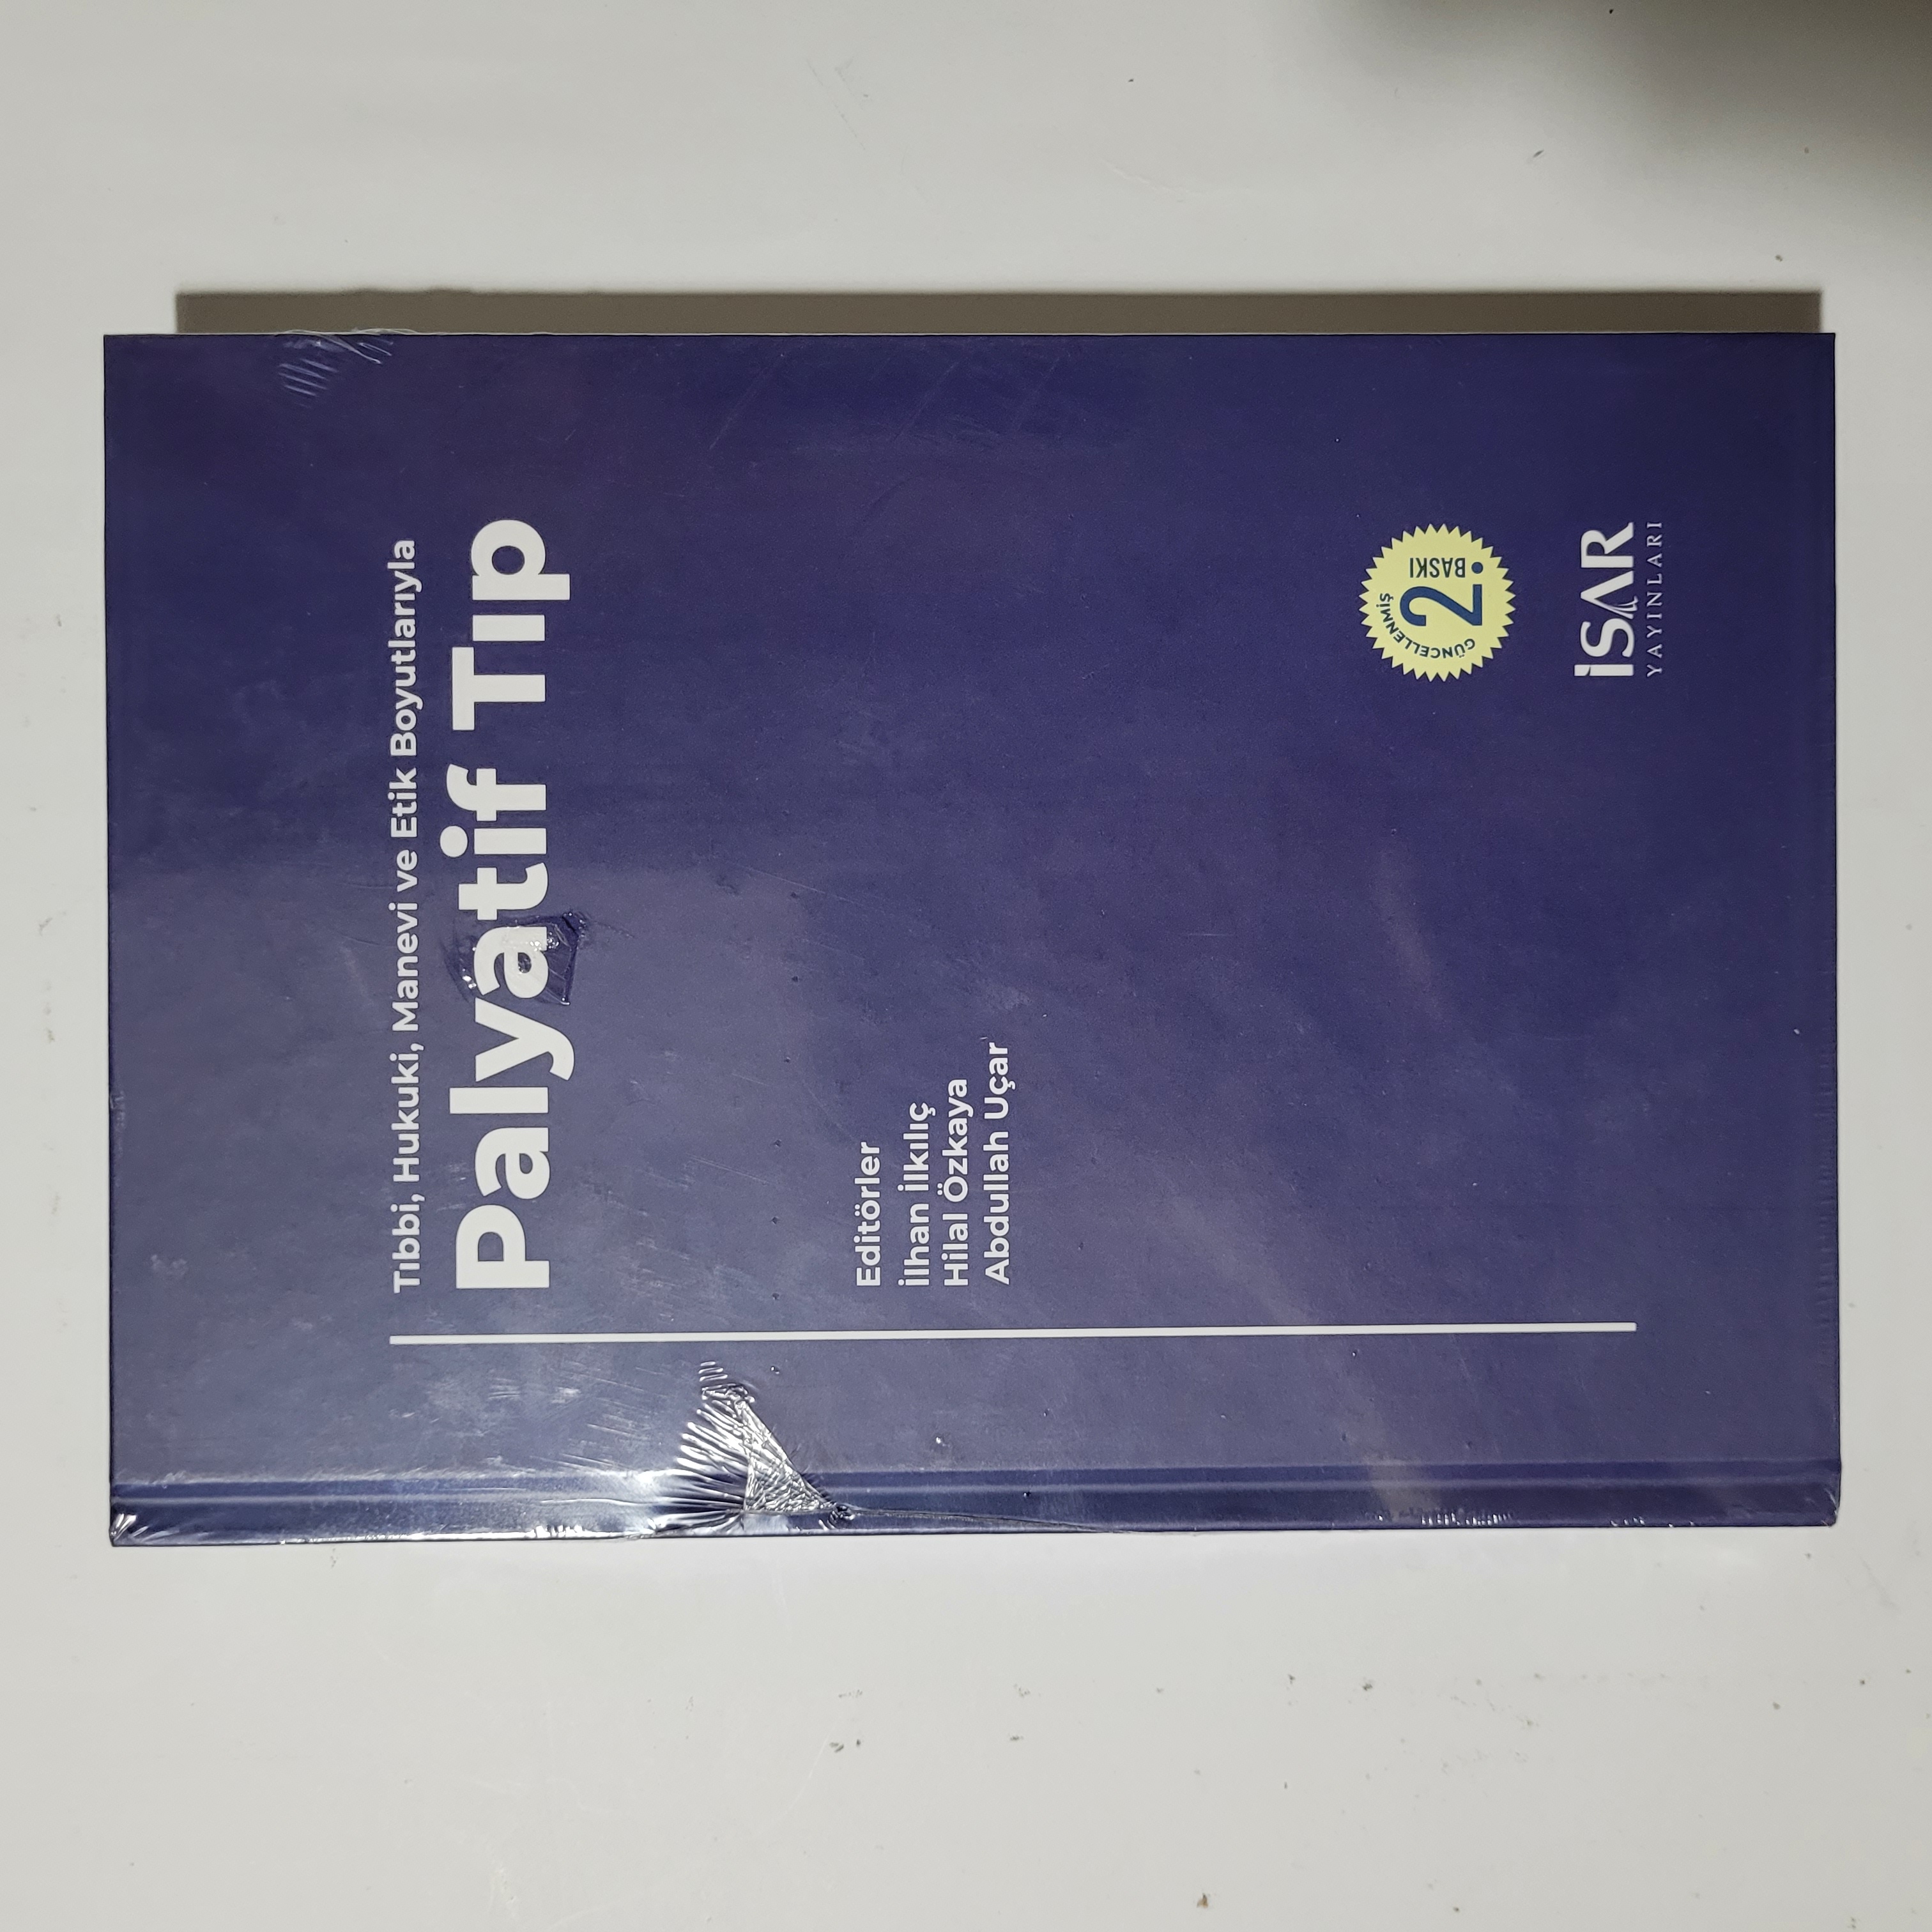 Tıbbi, Hukuki, Manevi ve Etik Boyutlarıyla
Palyatif Tıp
Editörler
İlhan İlkılıç
Hilal Özkaya
Abdullah Uçar
GÜNCELLENMİŞ
2.
BASKI
İSAR
YAYINLARI